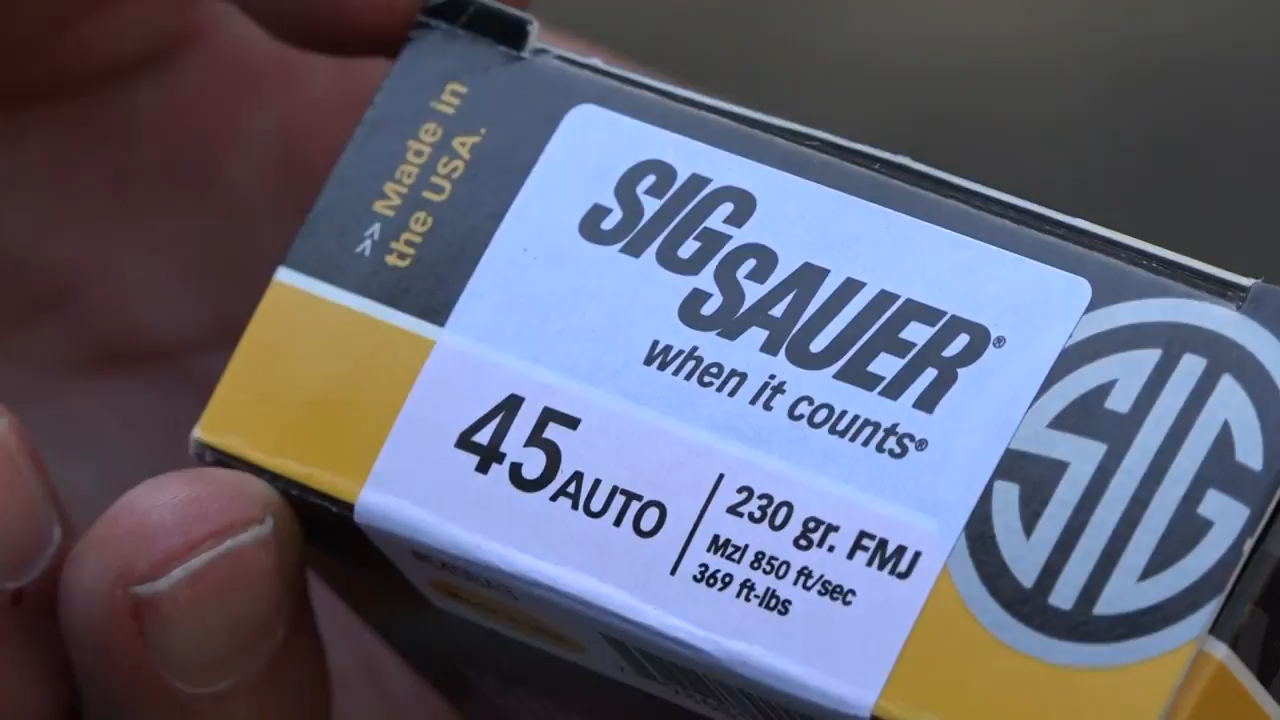 >> Made in
the USA.
SIG
SAUER®
when it counts®
45 AUTO
230 gr. FMJ
Mzl 850 ft/sec
369 ft-lbs
SIG